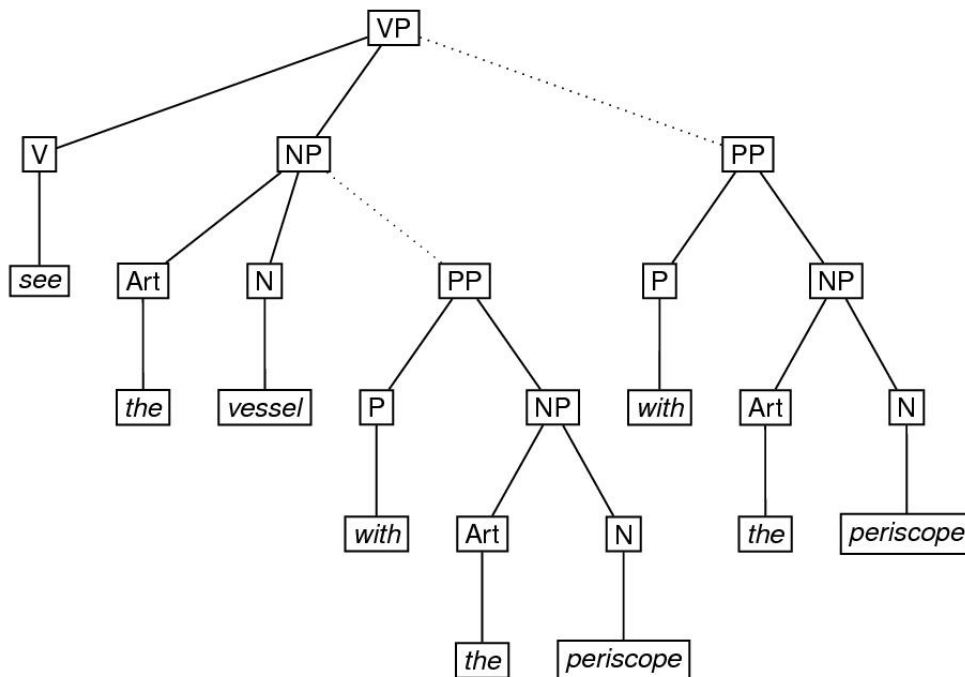 VP
V NP PP
see Art N PP P NP
the vessel P NP with Art N
with Art N the periscope
the periscope